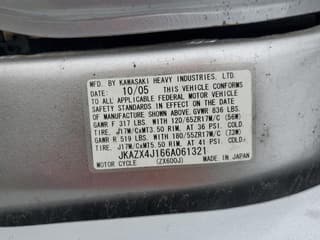 MFD. BY KAWASAKI HEAVY INDUSTRIES, LTD.
DATE: 10/05 THIS VEHICLE CONFORMS
TO ALL APPLICABLE FEDERAL MOTOR VEHICLE
SAFETY STANDARDS IN EFFECT ON THE DATE
OF MANUFACTURE SHOWN ABOVE. GVWR 836 LBS.
GAWR F 317 LBS. WITH 120/65ZR17M/C (56W)
TIRE, J17M/CxMT3.50 RIM, AT 36 PSI, COLD.
GAWR R 519 LBS. WITH 180/55ZR17M/C (73W)
TIRE, J17M/CxMT5.50 RIM, AT 41 PSI, COLD.
JKAZX4J166A061321
MOTOR CYCLE (ZX600J) MADE IN JAPAN